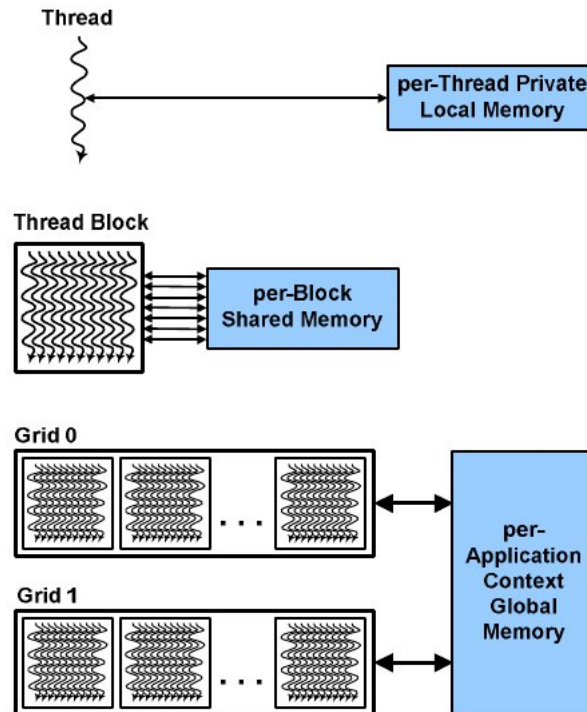 Thread
per-Thread Private
Local Memory
Thread Block
per-Block
Shared Memory
Grid 0
. . .
per-
Application
Context
Global
Memory
Grid 1
. . .